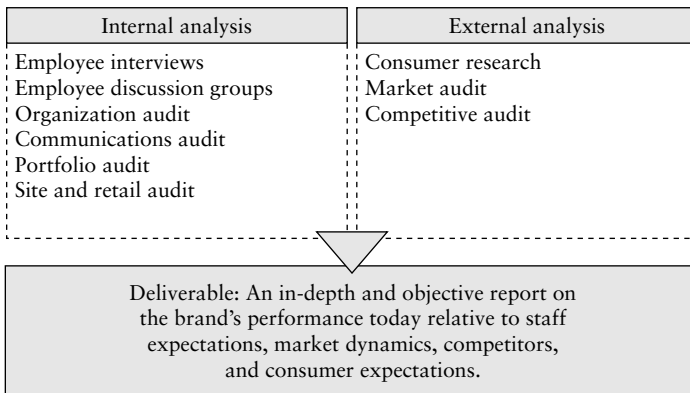 Internal analysis
Employee interviews
Employee discussion groups
Organization audit
Communications audit
Portfolio audit
Site and retail audit
External analysis
Consumer research
Market audit
Competitive audit
Deliverable: An in-depth and objective report on
the brand's performance today relative to staff
expectations, market dynamics, competitors,
and consumer expectations.